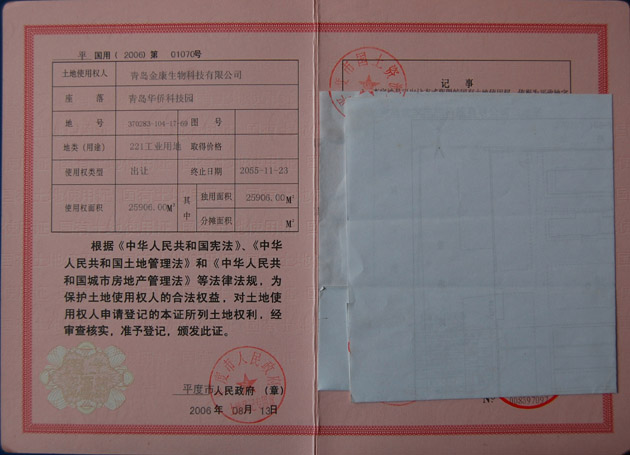 平 国用（2006）第 01070号
土地使用权人 青岛金康生物科技有限公司
座 落 青岛华侨科技园
地 号 370283-104-17-69 图 号
地类（用途） 221工业用地 取得价格
使用权类型 出让 终止日期 2055-11-23
使用权面积 25906.00M² 其中 独用面积 25906.00M²
分摊面积 M²
根据《中华人民共和国宪法》、《中华
人民共和国土地管理法》和《中华人民共
和国城市房地产管理法》等法律法规，为
保护土地使用权人的合法权益，对土地使
用权人申请登记的本证所列土地权利，经
审查核实，准予登记，颁发此证。
平度市人民政府（章）
2006年 08月 13日
记 事